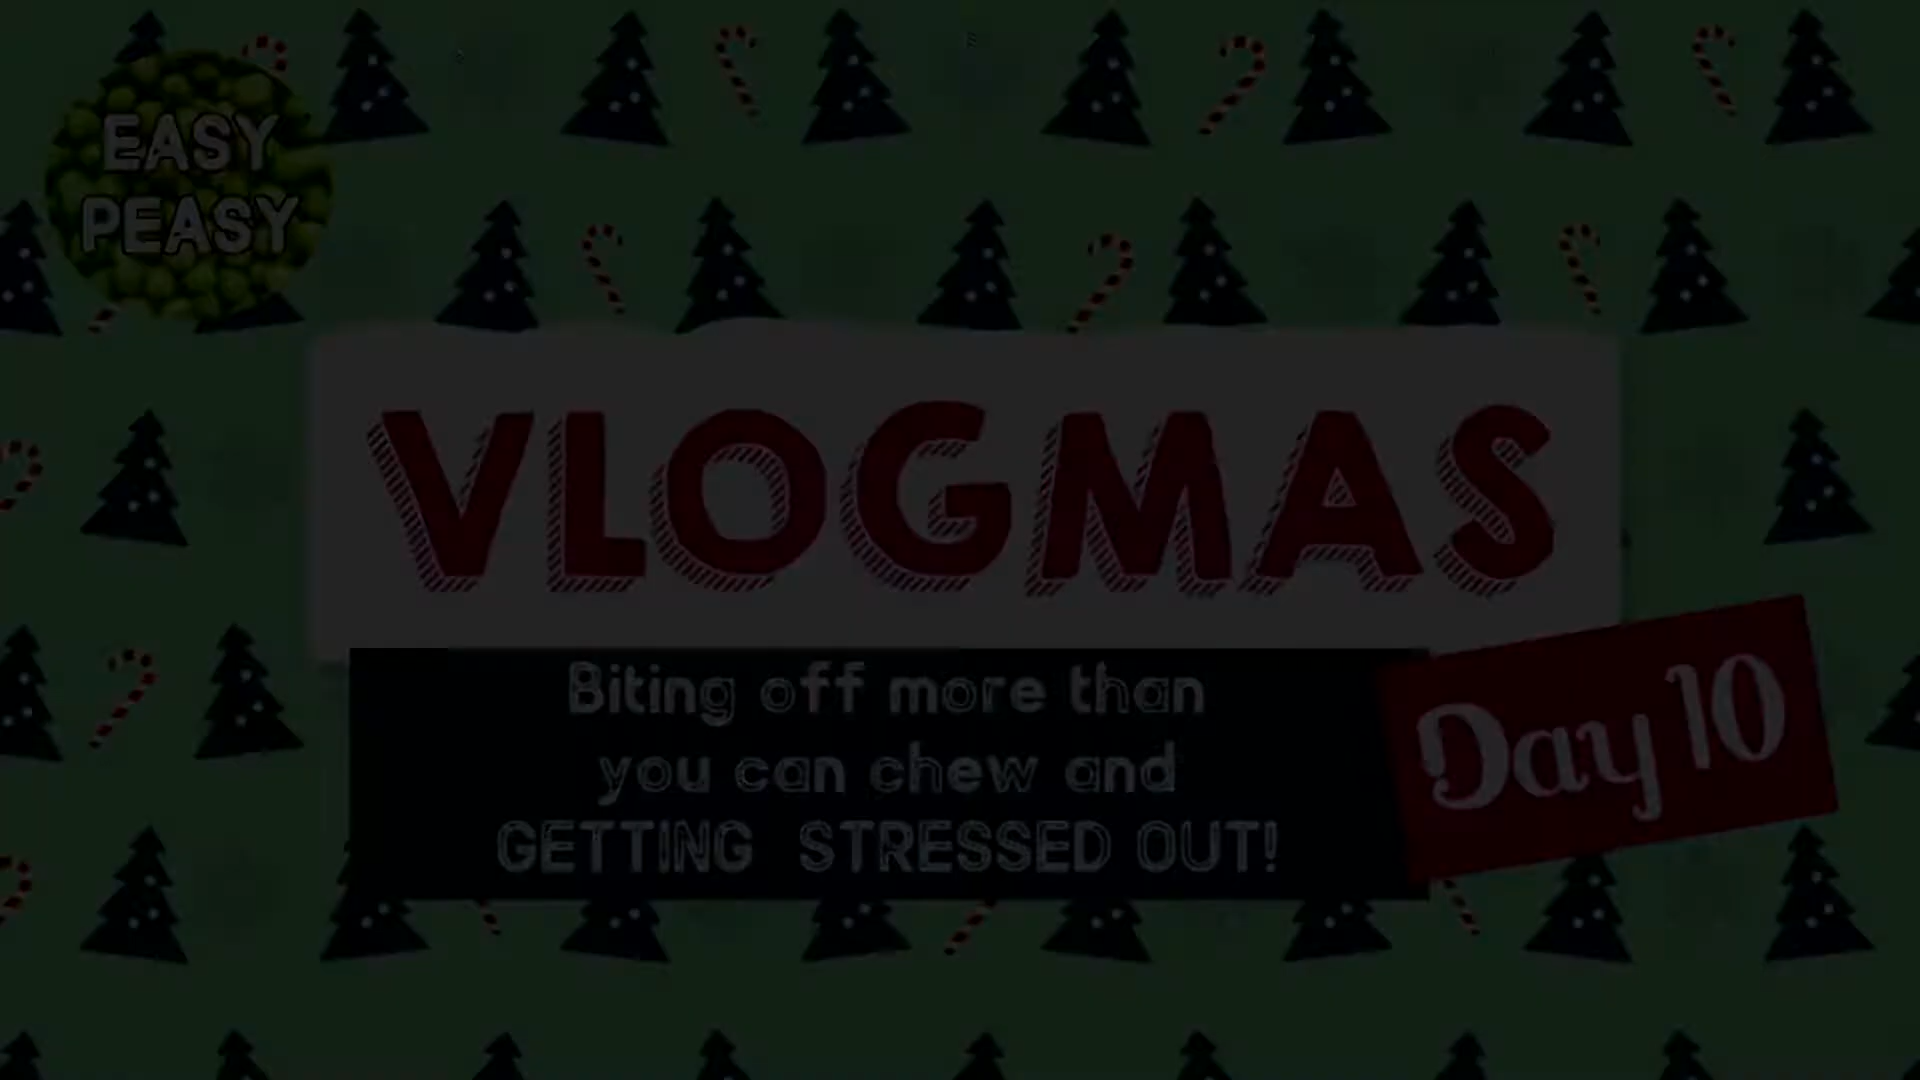 EASY
PEASY
VLOGMAS
Biting off more than
you can chew and
GETTING STRESSED OUT!
Day 10